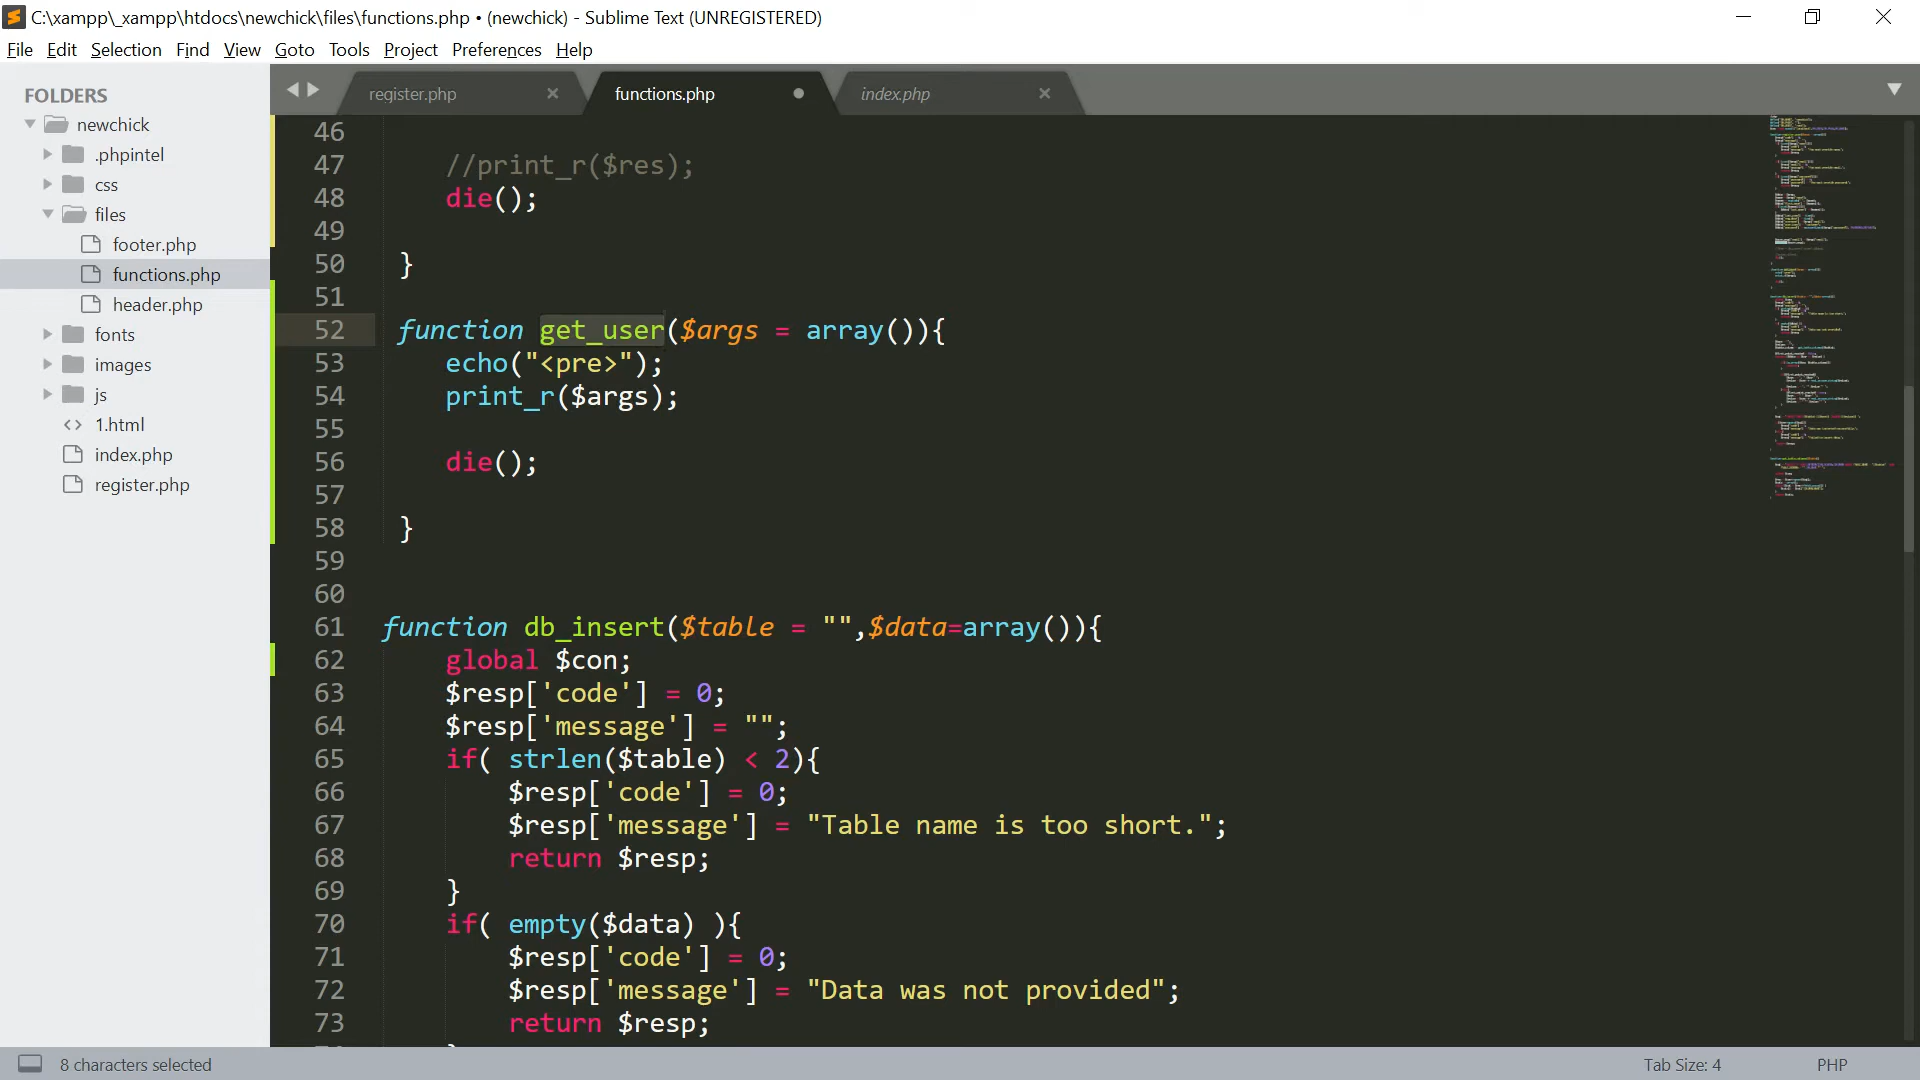 C:\xampp\_xampp\htdocs\newchick\files\functions.php • (newchick) - Sublime Text (UNREGISTERED)
File Edit Selection Find View Goto Tools Project Preferences Help
FOLDERS
newchick
.phpintel
css
files
footer.php
functions.php
header.php
fonts
images
js
1.html
index.php
register.php
register.php functions.php index.php
46
47 //print_r($res);
48 die();
49
50 }
51
52 function get_user($args = array()){
53 echo("<pre>");
54 print_r($args);
55
56 die();
57
58 }
59
60
61 function db_insert($table = "",$data=array()){
62 global $con;
63 $resp['code'] = 0;
64 $resp['message'] = "";
65 if( strlen($table) < 2){
66 $resp['code'] = 0;
67 $resp['message'] = "Table name is too short.";
68 return $resp;
69 }
70 if( empty($data) ){
71 $resp['code'] = 0;
72 $resp['message'] = "Data was not provided";
73 return $resp;
8 characters selected Tab Size: 4 PHP